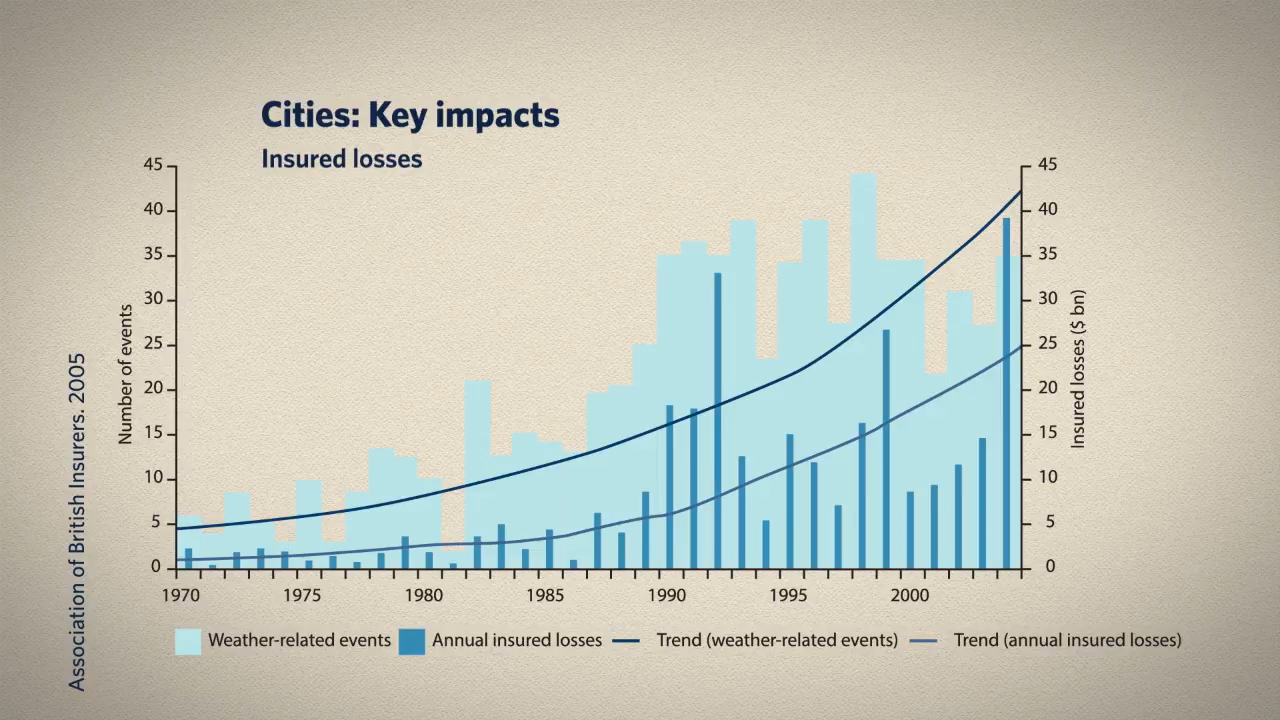 Cities: Key impacts
Insured losses
45
40
35
30
25
20
15
10
5
0
Number of events
45
40
35
30
25
20
15
10
5
0
Insured losses ($ bn)
1970 1975 1980 1985 1990 1995 2000
Weather-related events Annual insured losses Trend (weather-related events) Trend (annual insured losses)
Association of British Insurers. 2005